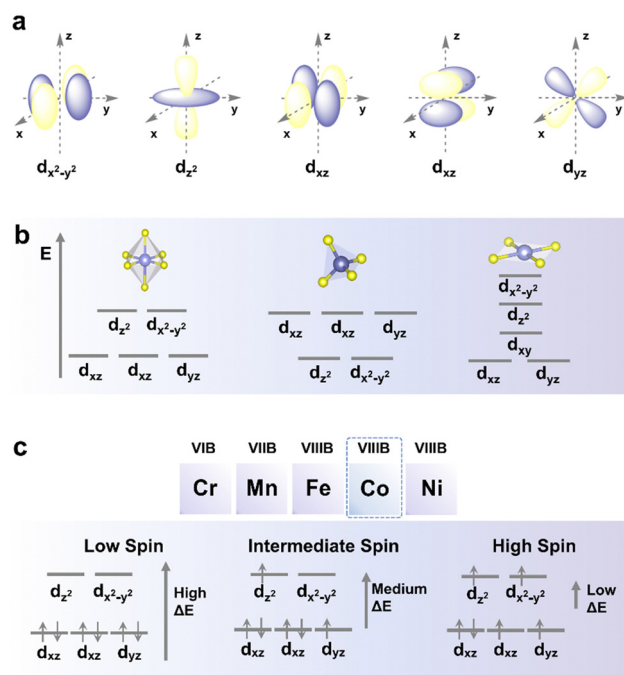 a
z z z z z
y y y y y
x x x x x
dx²-y² dz² dxz dxz dyz
b
E
dx²-y²
dz² dx²-y² dxz dxz dyz dz²
dxy
dxz dxz dyz dz² dx²-y² dxz dyz
c
VIB VIIB VIIIB VIIIB VIIIB
Cr Mn Fe Co Ni
Low Spin Intermediate Spin High Spin
dz² dx²-y² High ΔE dz² dx²-y² Medium ΔE dz² dx²-y² Low ΔE
dxz dxz dyz dxz dxz dyz dxz dxz dyz